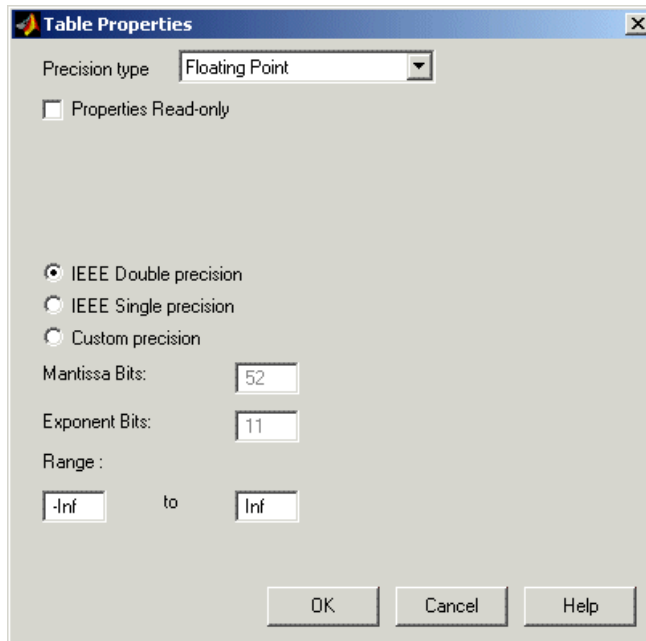 Table Properties
Precision type Floating Point
Properties Read-only
IEEE Double precision
IEEE Single precision
Custom precision
Mantissa Bits: 52
Exponent Bits: 11
Range :
-Inf to Inf
OK Cancel Help